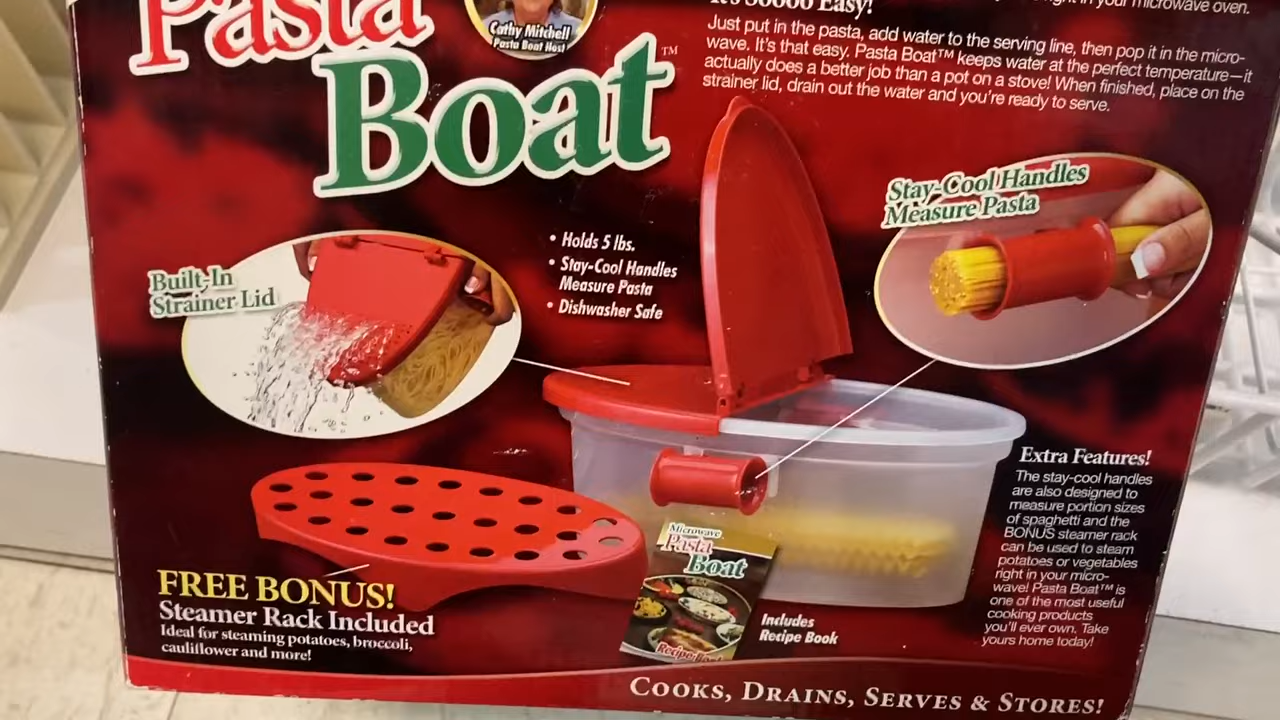 Pasta
Boat™
Cathy Mitchell
Pasta Boat Host
right in your microwave oven.
It's Soooo Easy!
Just put in the pasta, add water to the serving line, then pop it in the micro-
wave. It's that easy. Pasta Boat™ keeps water at the perfect temperature—it
actually does a better job than a pot on a stove! When finished, place on the
strainer lid, drain out the water and you're ready to serve.
Stay-Cool Handles
Measure Pasta
• Holds 5 lbs.
• Stay-Cool Handles
Measure Pasta
• Dishwasher Safe
Built-In
Strainer Lid
Extra Features!
The stay-cool handles
are also designed to
measure portion sizes
of spaghetti and the
BONUS steamer rack
can be used to steam
potatoes or vegetables
right in your micro-
wave! Pasta Boat™ is
one of the most useful
cooking products
you'll ever own. Take
yours home today!
Microwave
Pasta
Boat
Includes
Recipe Book
FREE BONUS!
Steamer Rack Included
Ideal for steaming potatoes, broccoli,
cauliflower and more!
Cooks, Drains, Serves & Stores!